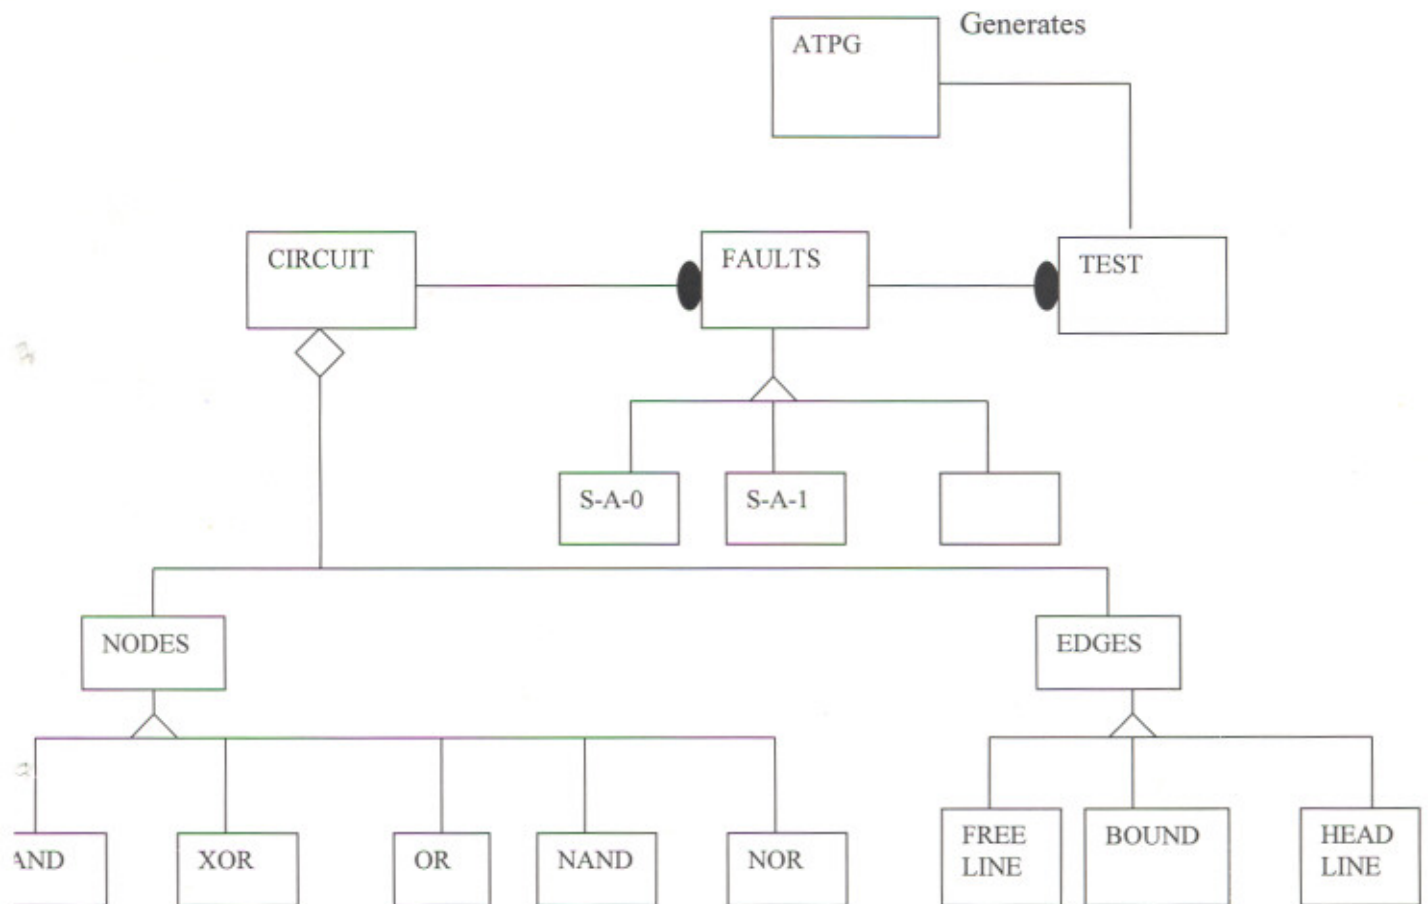 Generates
ATPG
CIRCUIT
FAULTS
TEST
S-A-0
S-A-1
NODES
EDGES
AND
XOR
OR
NAND
NOR
FREE
LINE
BOUND
HEAD
LINE